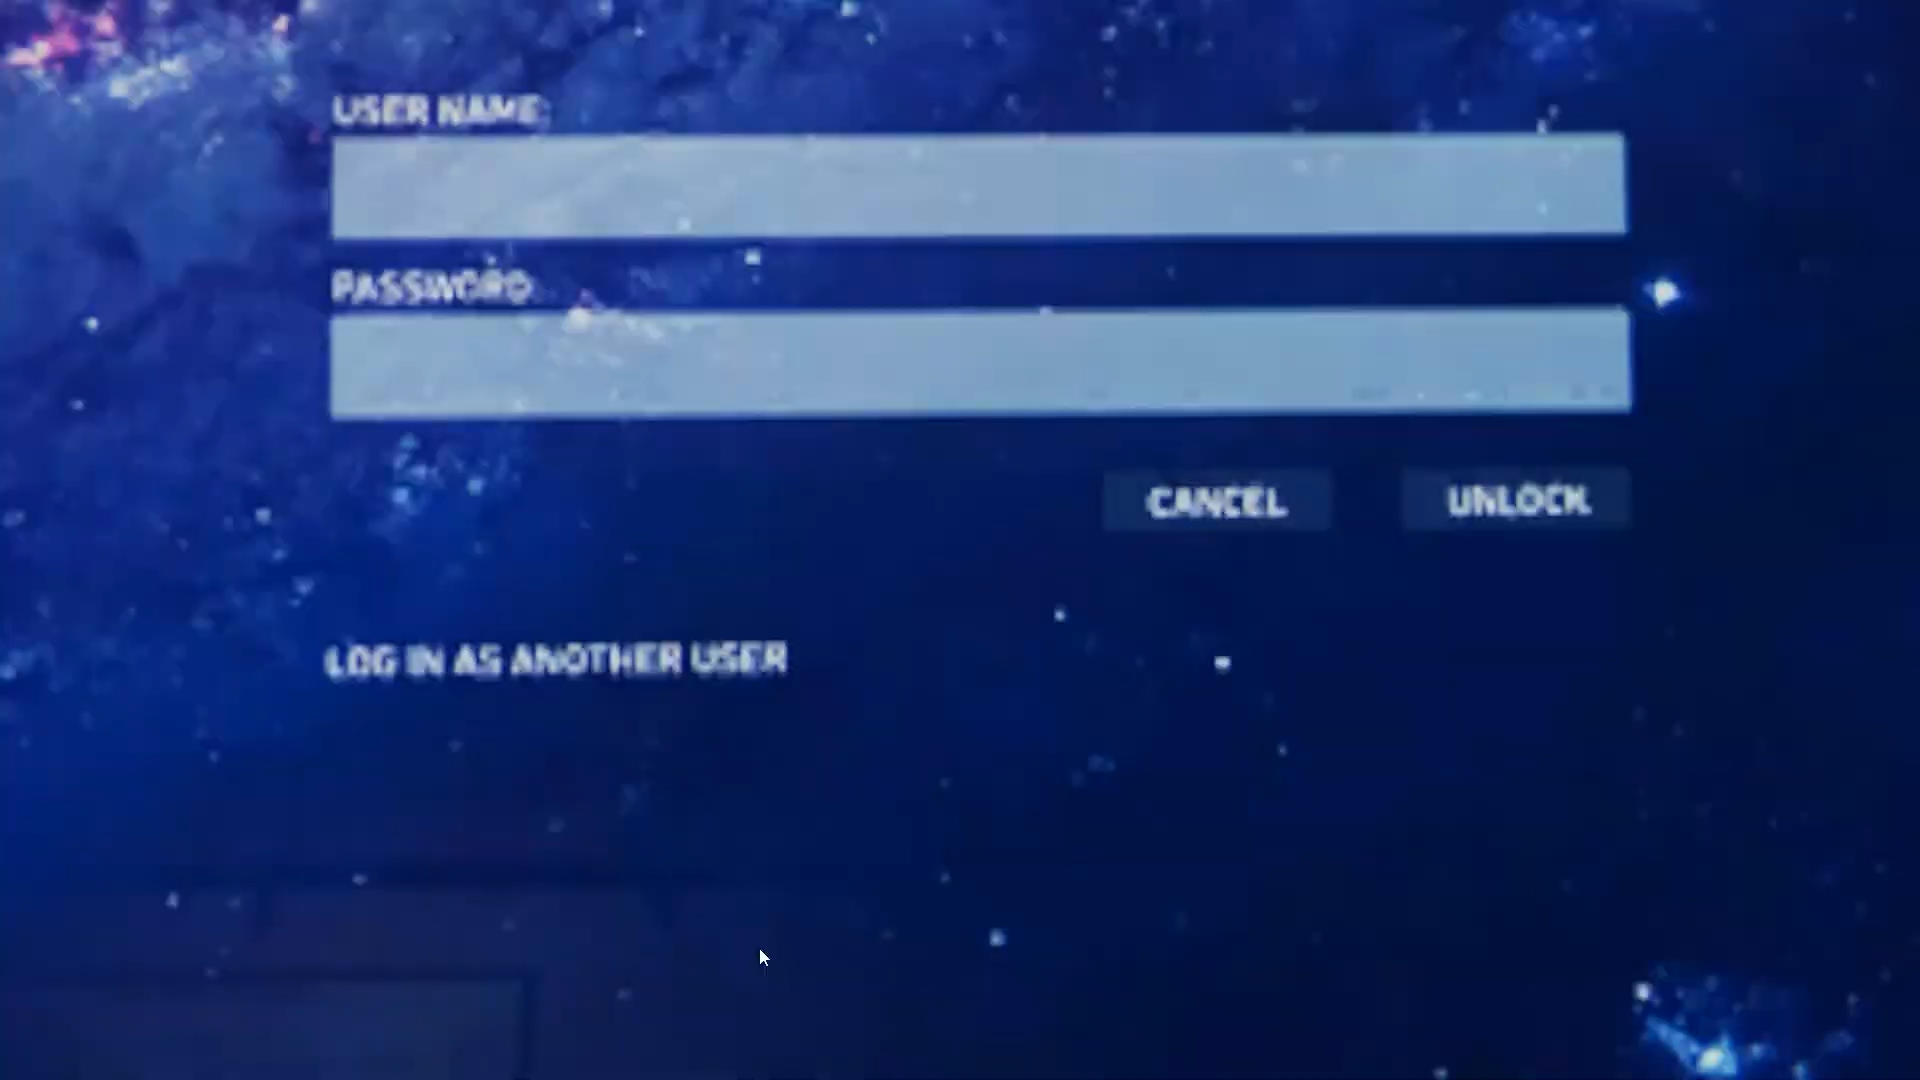 USER NAME:
PASSWORD:
CANCEL
UNLOCK
LOG IN AS ANOTHER USER